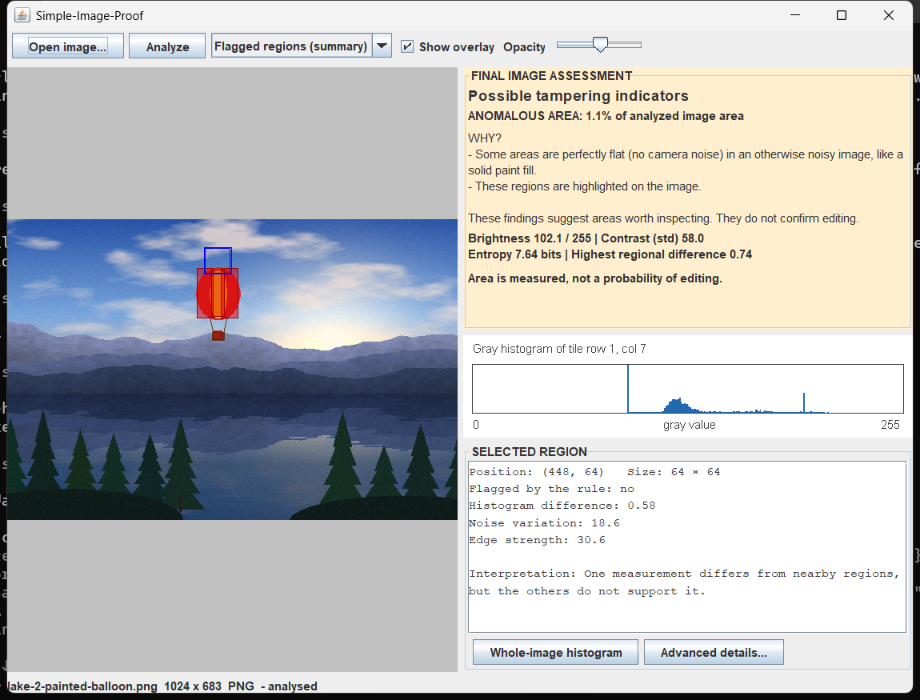 Simple-Image-Proof
Open image...
Analyze
Flagged regions (summary)
Show overlay
Opacity
FINAL IMAGE ASSESSMENT
Possible tampering indicators
ANOMALOUS AREA: 1.1% of analyzed image area
WHY?
- Some areas are perfectly flat (no camera noise) in an otherwise noisy image, like a
solid paint fill.
- These regions are highlighted on the image.
These findings suggest areas worth inspecting. They do not confirm editing.
Brightness 102.1 / 255 | Contrast (std) 58.0
Entropy 7.64 bits | Highest regional difference 0.74
Area is measured, not a probability of editing.
Gray histogram of tile row 1, col 7
0
gray value
255
SELECTED REGION
Position: (448, 64) Size: 64 × 64
Flagged by the rule: no
Histogram difference: 0.58
Noise variation: 18.6
Edge strength: 30.6
Interpretation: One measurement differs from nearby regions,
but the others do not support it.
Whole-image histogram
Advanced details...
lake-2-painted-balloon.png 1024 x 683 PNG - analysed